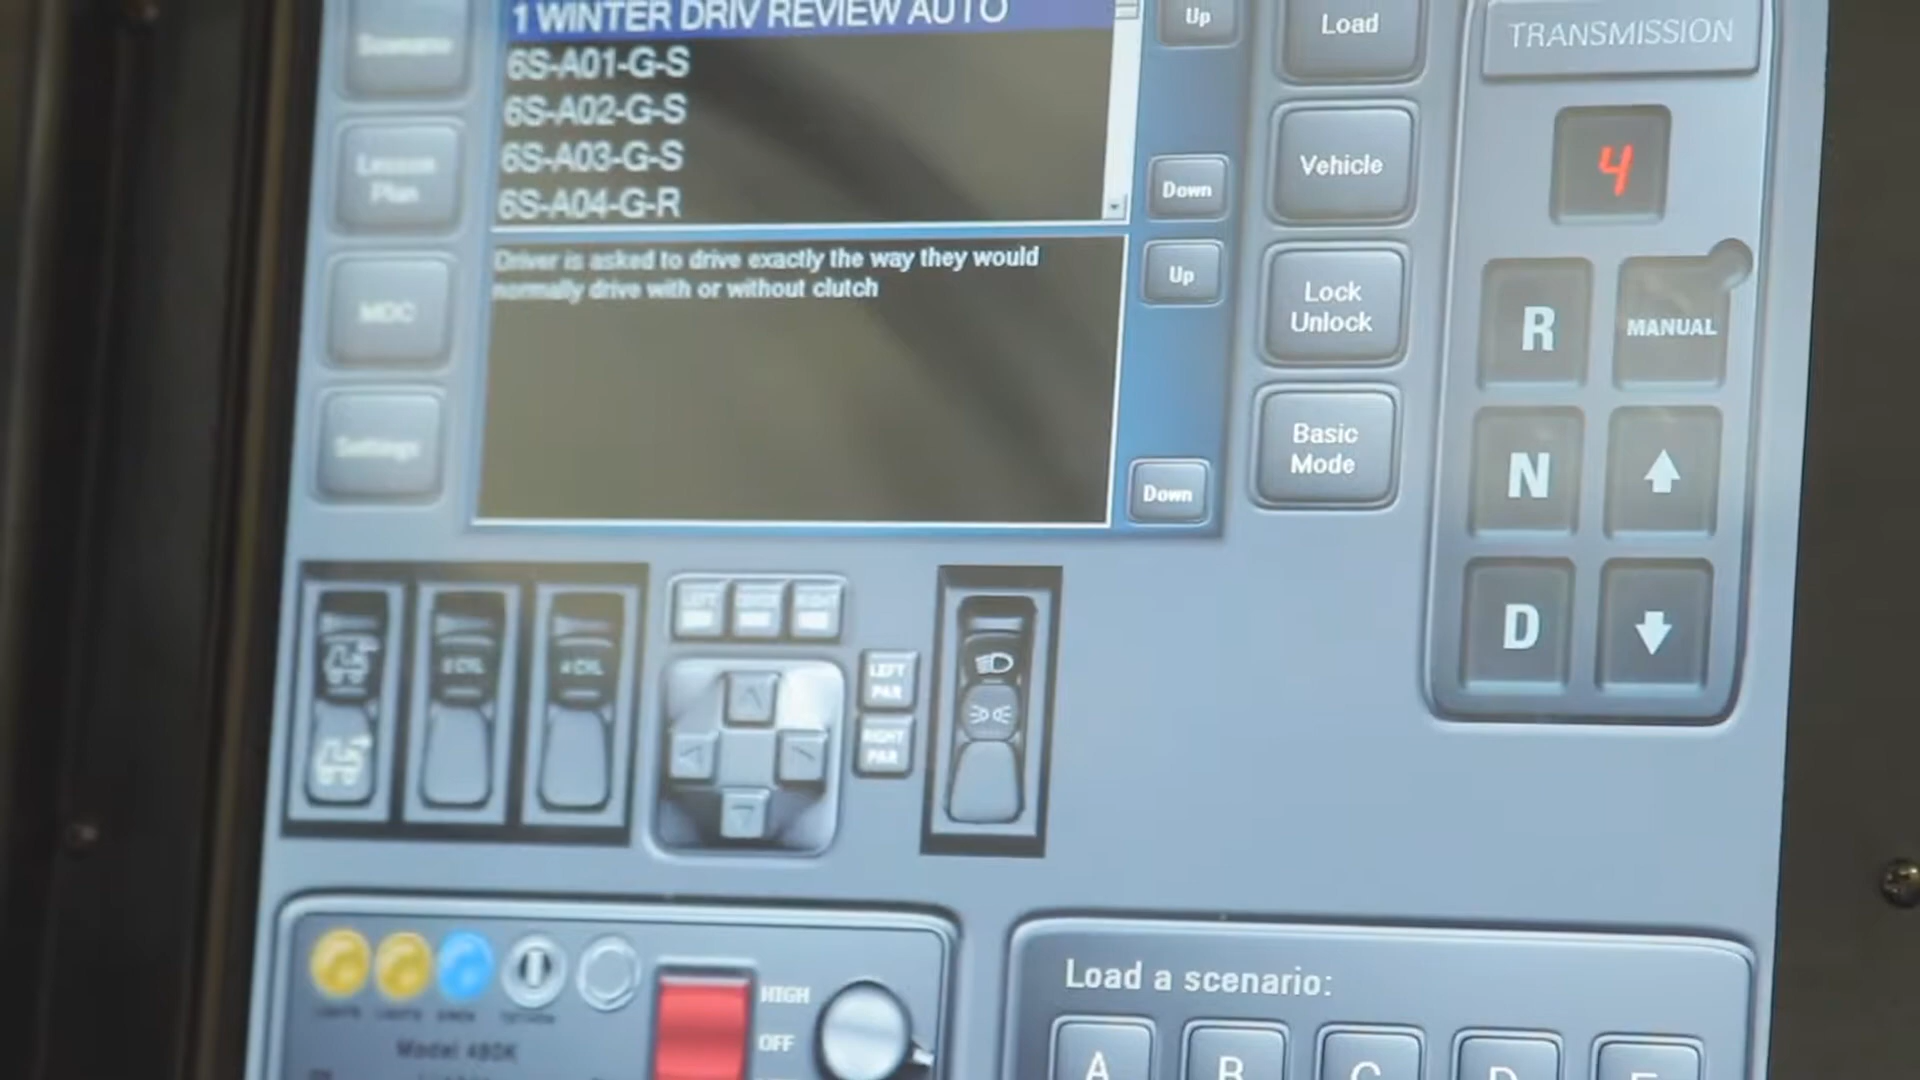 1 WINTER DRIV REVIEW AUTO
6S-A01-G-S
6S-A02-G-S
6S-A03-G-S
6S-A04-G-R
Driver is asked to drive exactly the way they would
normally drive with or without clutch
Scenario
Lesson
Plan
MDC
Settings
Up
Down
Up
Down
Load
Vehicle
Lock
Unlock
Basic
Mode
TRANSMISSION
4
R
MANUAL
N
D
LEFT
RIGHT
LEFT
PAR
RIGHT
PAR
HIGH
OFF
Model 480K
Load a scenario:
A
B
C
D
E